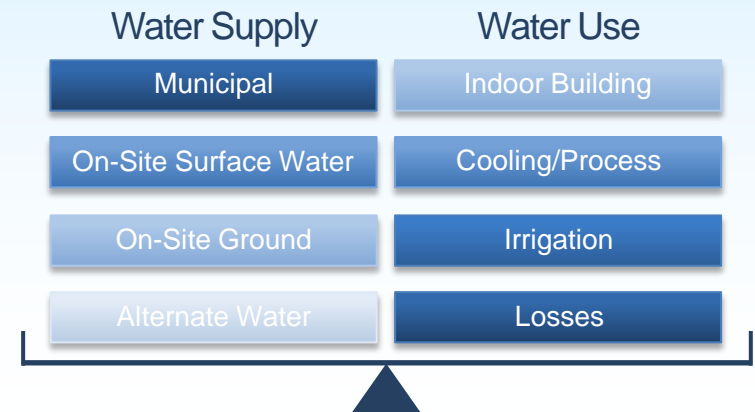 Water Supply
Water Use
Municipal
Indoor Building
On-Site Surface Water
Cooling/Process
On-Site Ground
Irrigation
Alternate Water
Losses